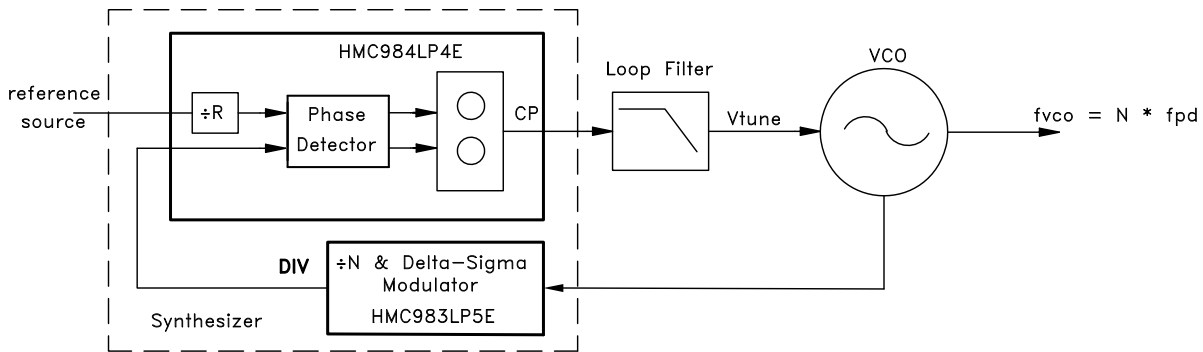 HMC984LP4E
reference
source
÷R
Phase
Detector
CP
Loop Filter
Vtune
VCO
fvco = N * fpd
DIV
÷N & Delta-Sigma
Modulator
HMC983LP5E
Synthesizer